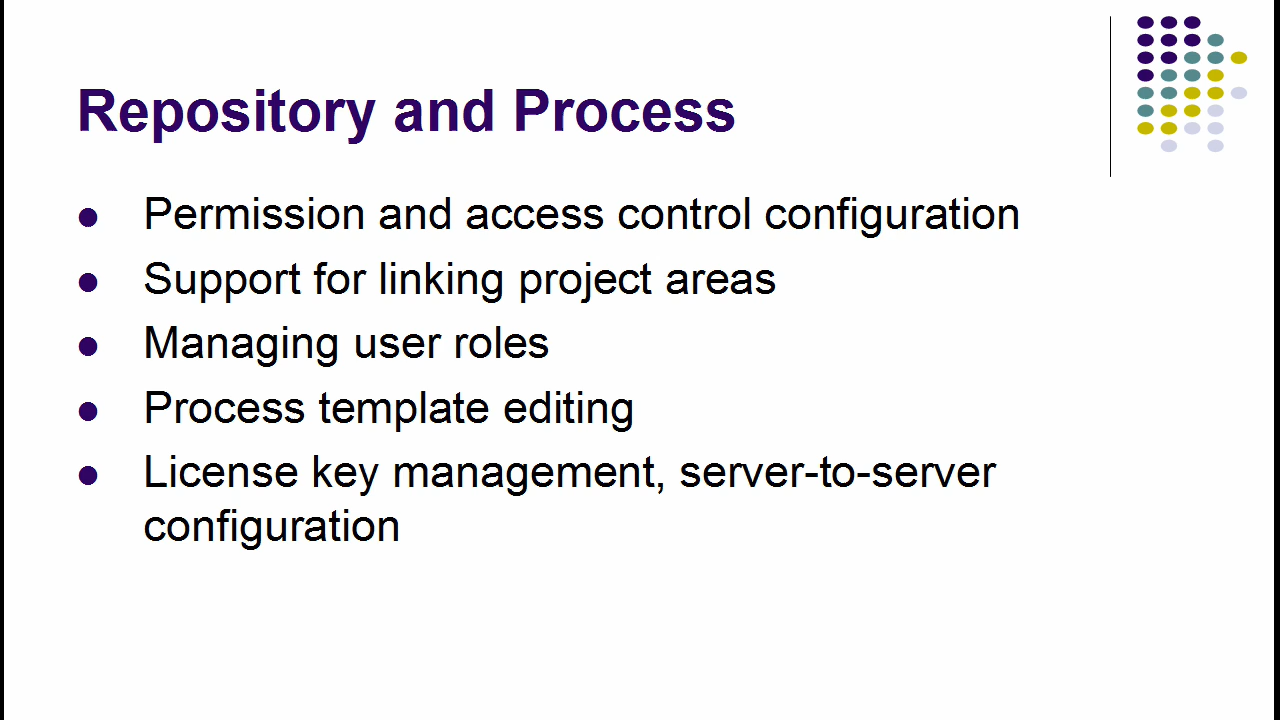 Repository and Process
Permission and access control configuration
Support for linking project areas
Managing user roles
Process template editing
License key management, server-to-server
configuration